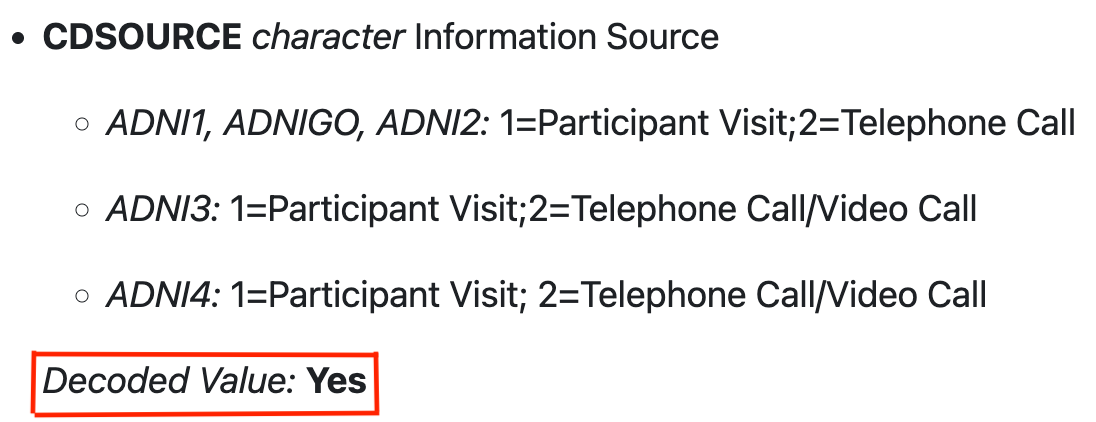 • CDSOURCE character Information Source
○ ADNI1, ADNIGO, ADNI2: 1=Participant Visit;2=Telephone Call
○ ADNI3: 1=Participant Visit;2=Telephone Call/Video Call
○ ADNI4: 1=Participant Visit; 2=Telephone Call/Video Call
Decoded Value: Yes